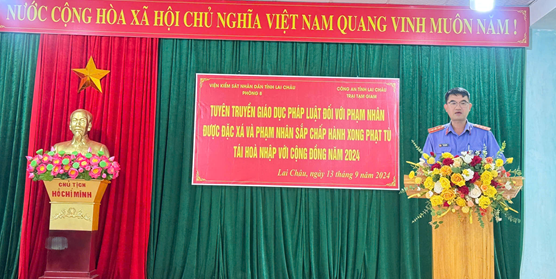 NƯỚC CỘNG HÒA XÃ HỘI CHỦ NGHĨA VIỆT NAM QUANG VINH MUÔN NĂM !
VIỆN KIỂM SÁT NHÂN DÂN TỈNH LAI CHÂU
PHÒNG 8
CÔNG AN TỈNH LAI CHÂU
TRẠI TẠM GIAM
TUYÊN TRUYỀN GIÁO DỤC PHÁP LUẬT ĐỐI VỚI PHẠM NHÂN
ĐƯỢC ĐẶC XÁ VÀ PHẠM NHÂN SẮP CHẤP HÀNH XONG PHẠT TÙ
TÁI HOÀ NHẬP VỚI CỘNG ĐỒNG NĂM 2024
Lai Châu, ngày 13 tháng 9 năm 2024
CHỦ TỊCH
HỒ CHÍ MINH